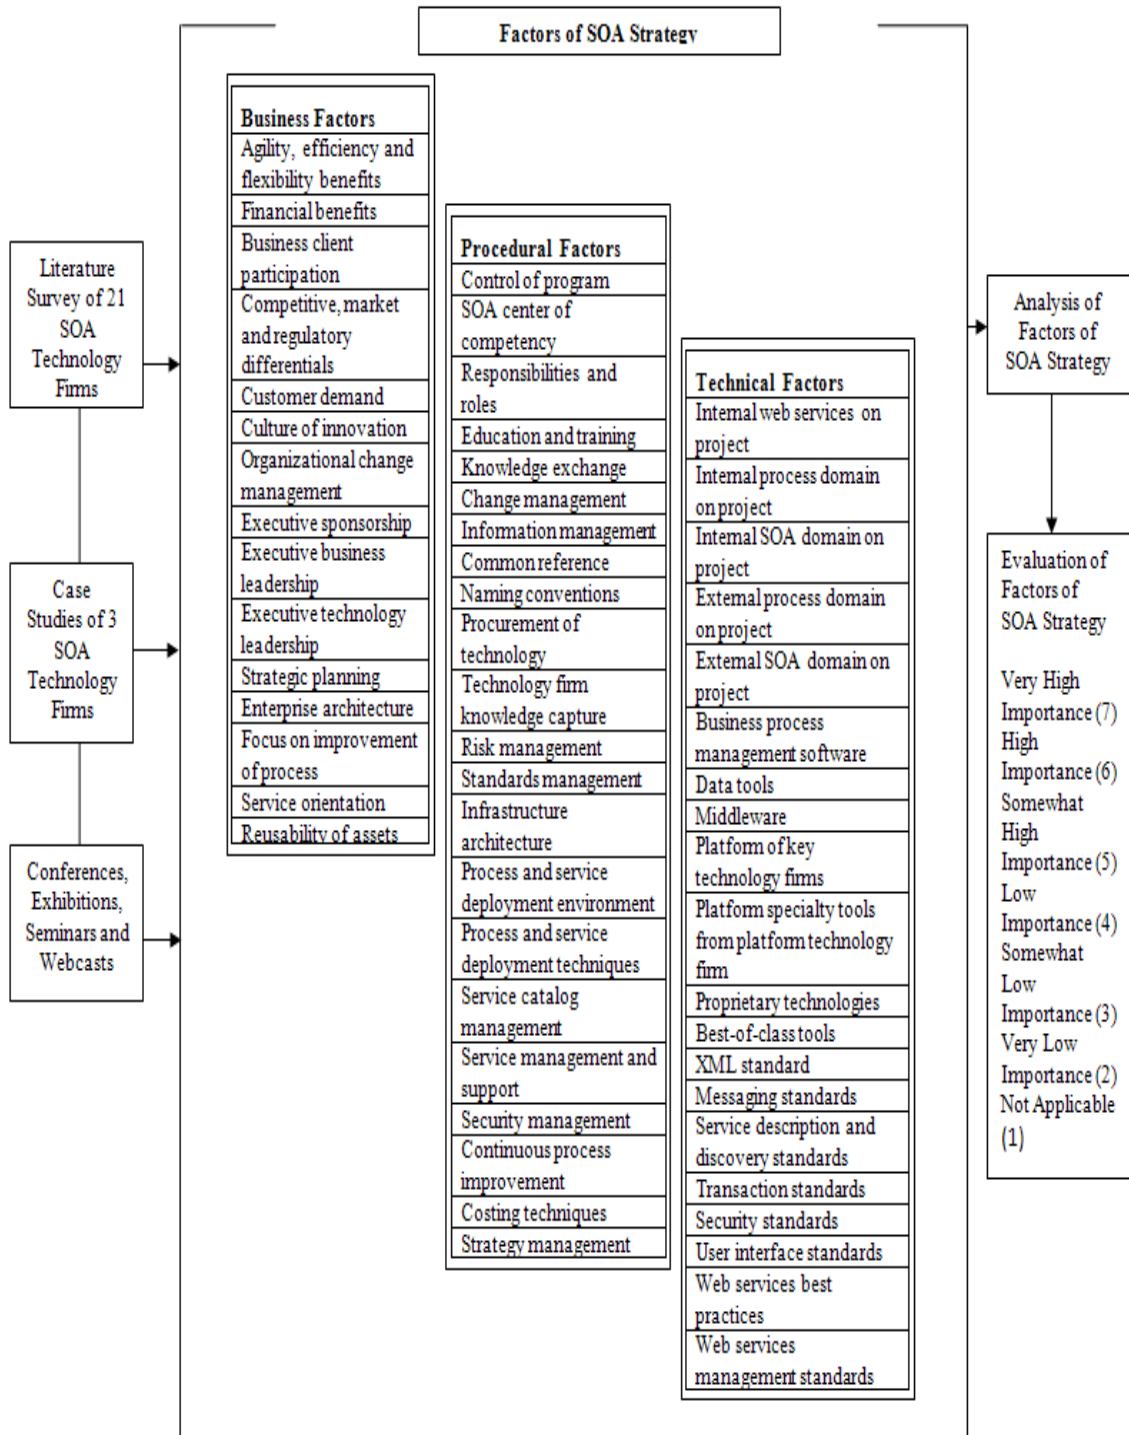 Factors of SOA Strategy
Literature
Survey of 21
SOA
Technology
Firms
Case
Studies of 3
SOA
Technology
Firms
Conferences,
Exhibitions,
Seminars and
Webcasts
Business Factors
Agility, efficiency and
flexibility benefits
Financial benefits
Business client
participation
Competitive, market
and regulatory
differentials
Customer demand
Culture of innovation
Organizational change
management
Executive sponsorship
Executive business
leadership
Executive technology
leadership
Strategic planning
Enterprise architecture
Focus on improvement
of process
Service orientation
Reusability of assets
Procedural Factors
Control of program
SOA center of
competency
Responsibilities and
roles
Education and training
Knowledge exchange
Change management
Information management
Common reference
Naming conventions
Procurement of
technology
Technology firm
knowledge capture
Risk management
Standards management
Infrastructure
architecture
Process and service
deployment environment
Process and service
deployment techniques
Service catalog
management
Service management and
support
Security management
Continuous process
improvement
Costing techniques
Strategy management
Technical Factors
Internal web services on
project
Internal process domain
on project
Internal SOA domain on
project
External process domain
on project
External SOA domain on
project
Business process
management software
Data tools
Middleware
Platform of key
technology firms
Platform specialty tools
from platform technology
firm
Proprietary technologies
Best-of-class tools
XML standard
Messaging standards
Service description and
discovery standards
Transaction standards
Security standards
User interface standards
Web services best
practices
Web services
management standards
Analysis of
Factors of
SOA Strategy
Evaluation of
Factors of
SOA Strategy
Very High
Importance (7)
High
Importance (6)
Somewhat
High
Importance (5)
Low
Importance (4)
Somewhat
Low
Importance (3)
Very Low
Importance (2)
Not Applicable
(1)